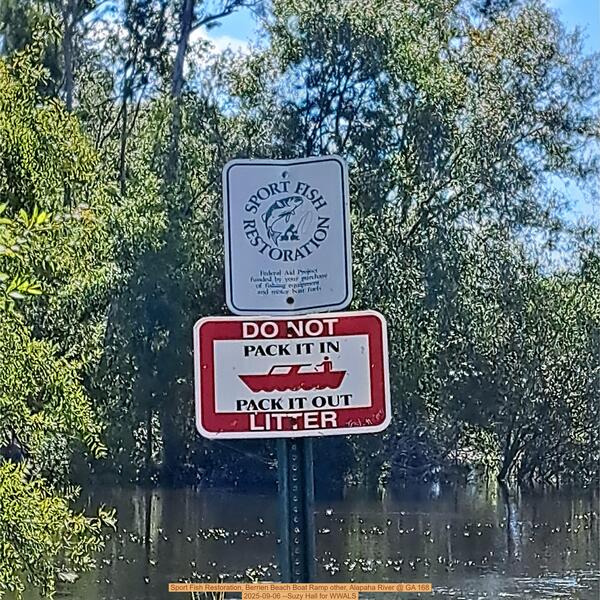 SPORT FISH
RESTORATION
Federal Aid Project
funded by your purchase
of fishing equipment
and motor boat fuels
DO NOT
PACK IT IN
PACK IT OUT
LITTER
Sport Fish Restoration, Berrien Beach Boat Ramp other, Alapaha River @ GA 168
2025-09-06 --Suzy Hall for WWALS